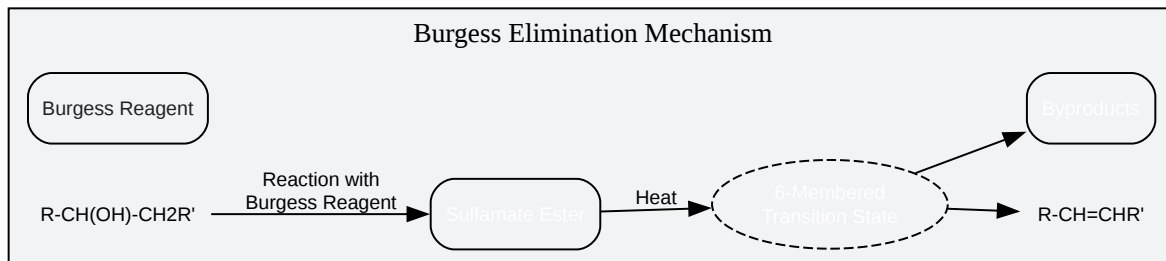 Burgess Elimination Mechanism
Burgess Reagent
Byproducts
R-CH(OH)-CH2R'
Reaction with
Burgess Reagent
Sulfamate Ester
Heat
6-Membered
Transition State
R-CH=CHR'